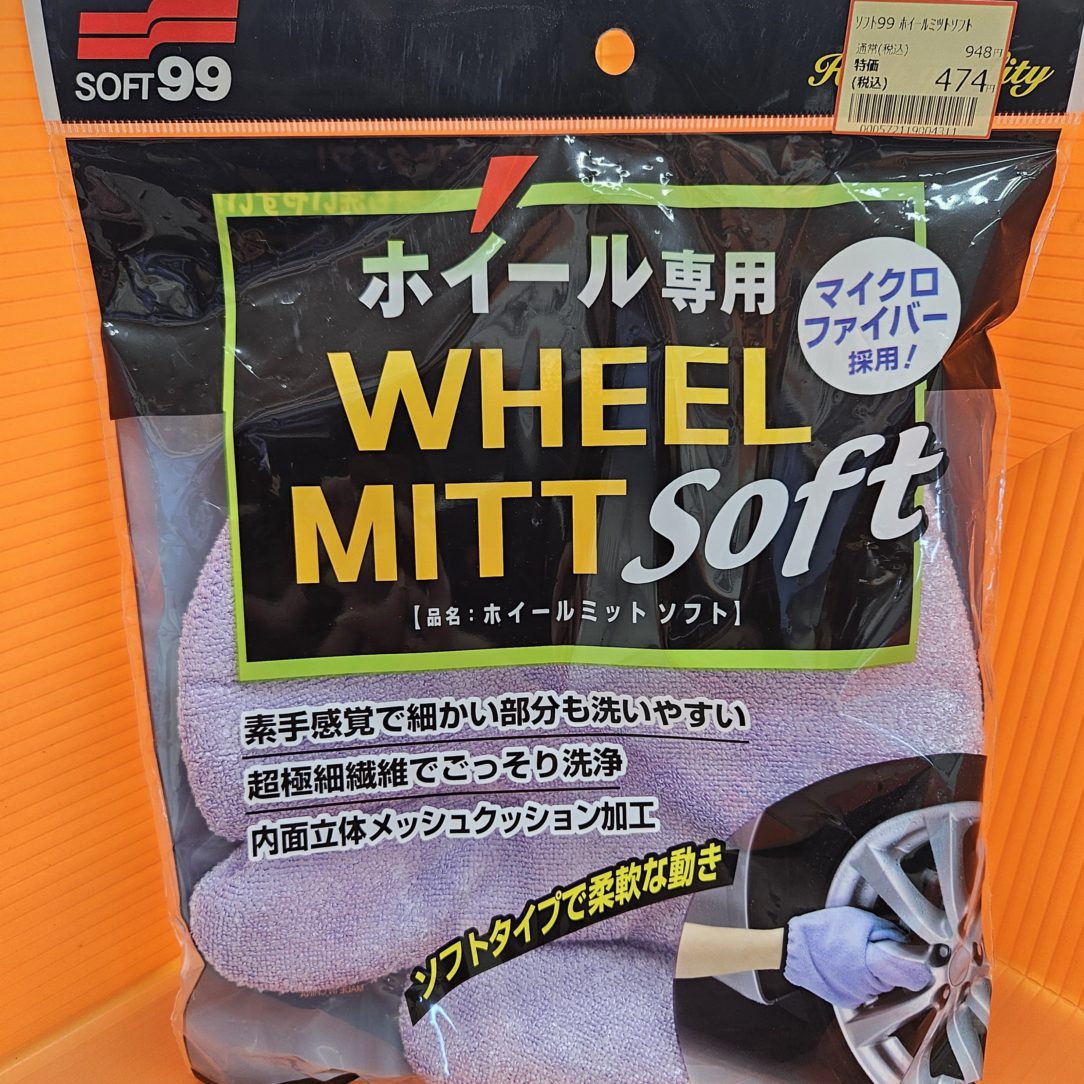 SOFT99
ソフト99 ホイールミットソフト
通常(税込) 948円
特価
(税込) 474円
0000572119004311
ホイール専用
マイクロ
ファイバー
採用!
WHEEL
MITT Soft
【品名:ホイールミット ソフト】
素手感覚で細かい部分も洗いやすい
超極細繊維でごっそり洗浄
内面立体メッシュクッション加工
ソフトタイプで柔軟な動き
MADE IN CHINA